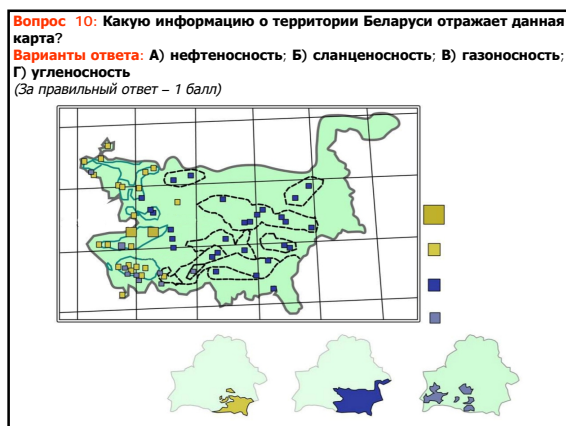 Вопрос 10: Какую информацию о территории Беларуси отражает данная
карта?
Варианты ответа: А) нефтеносность; Б) сланценосность; В) газоносность;
Г) угленосность
(За правильный ответ – 1 балл)